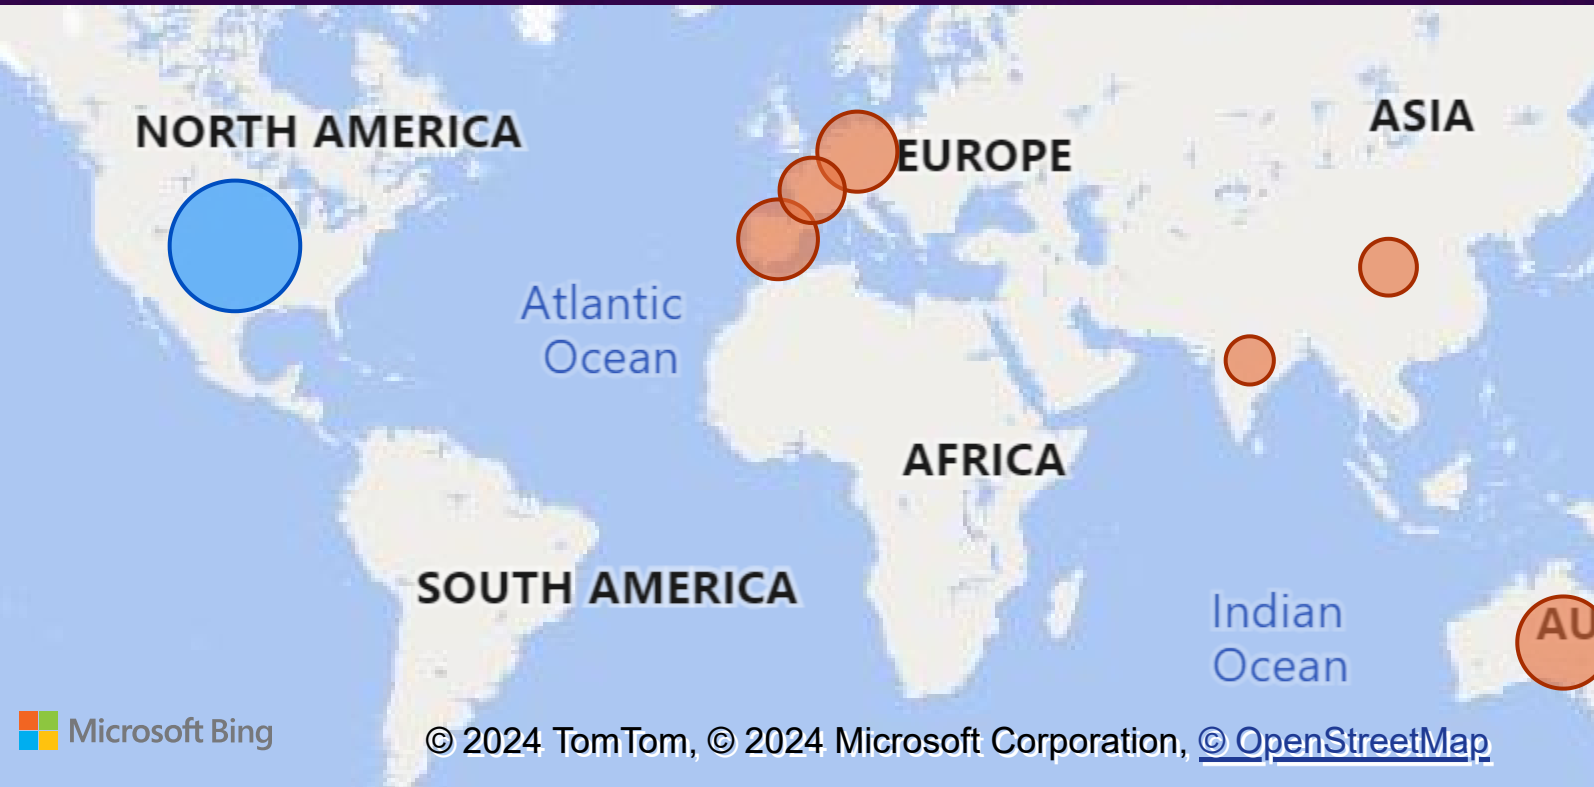 NORTH AMERICA
ASIA
EUROPE
Atlantic
Ocean
AFRICA
SOUTH AMERICA
Indian
Ocean
AU
Microsoft Bing
© 2024 TomTom, © 2024 Microsoft Corporation, © OpenStreetMap